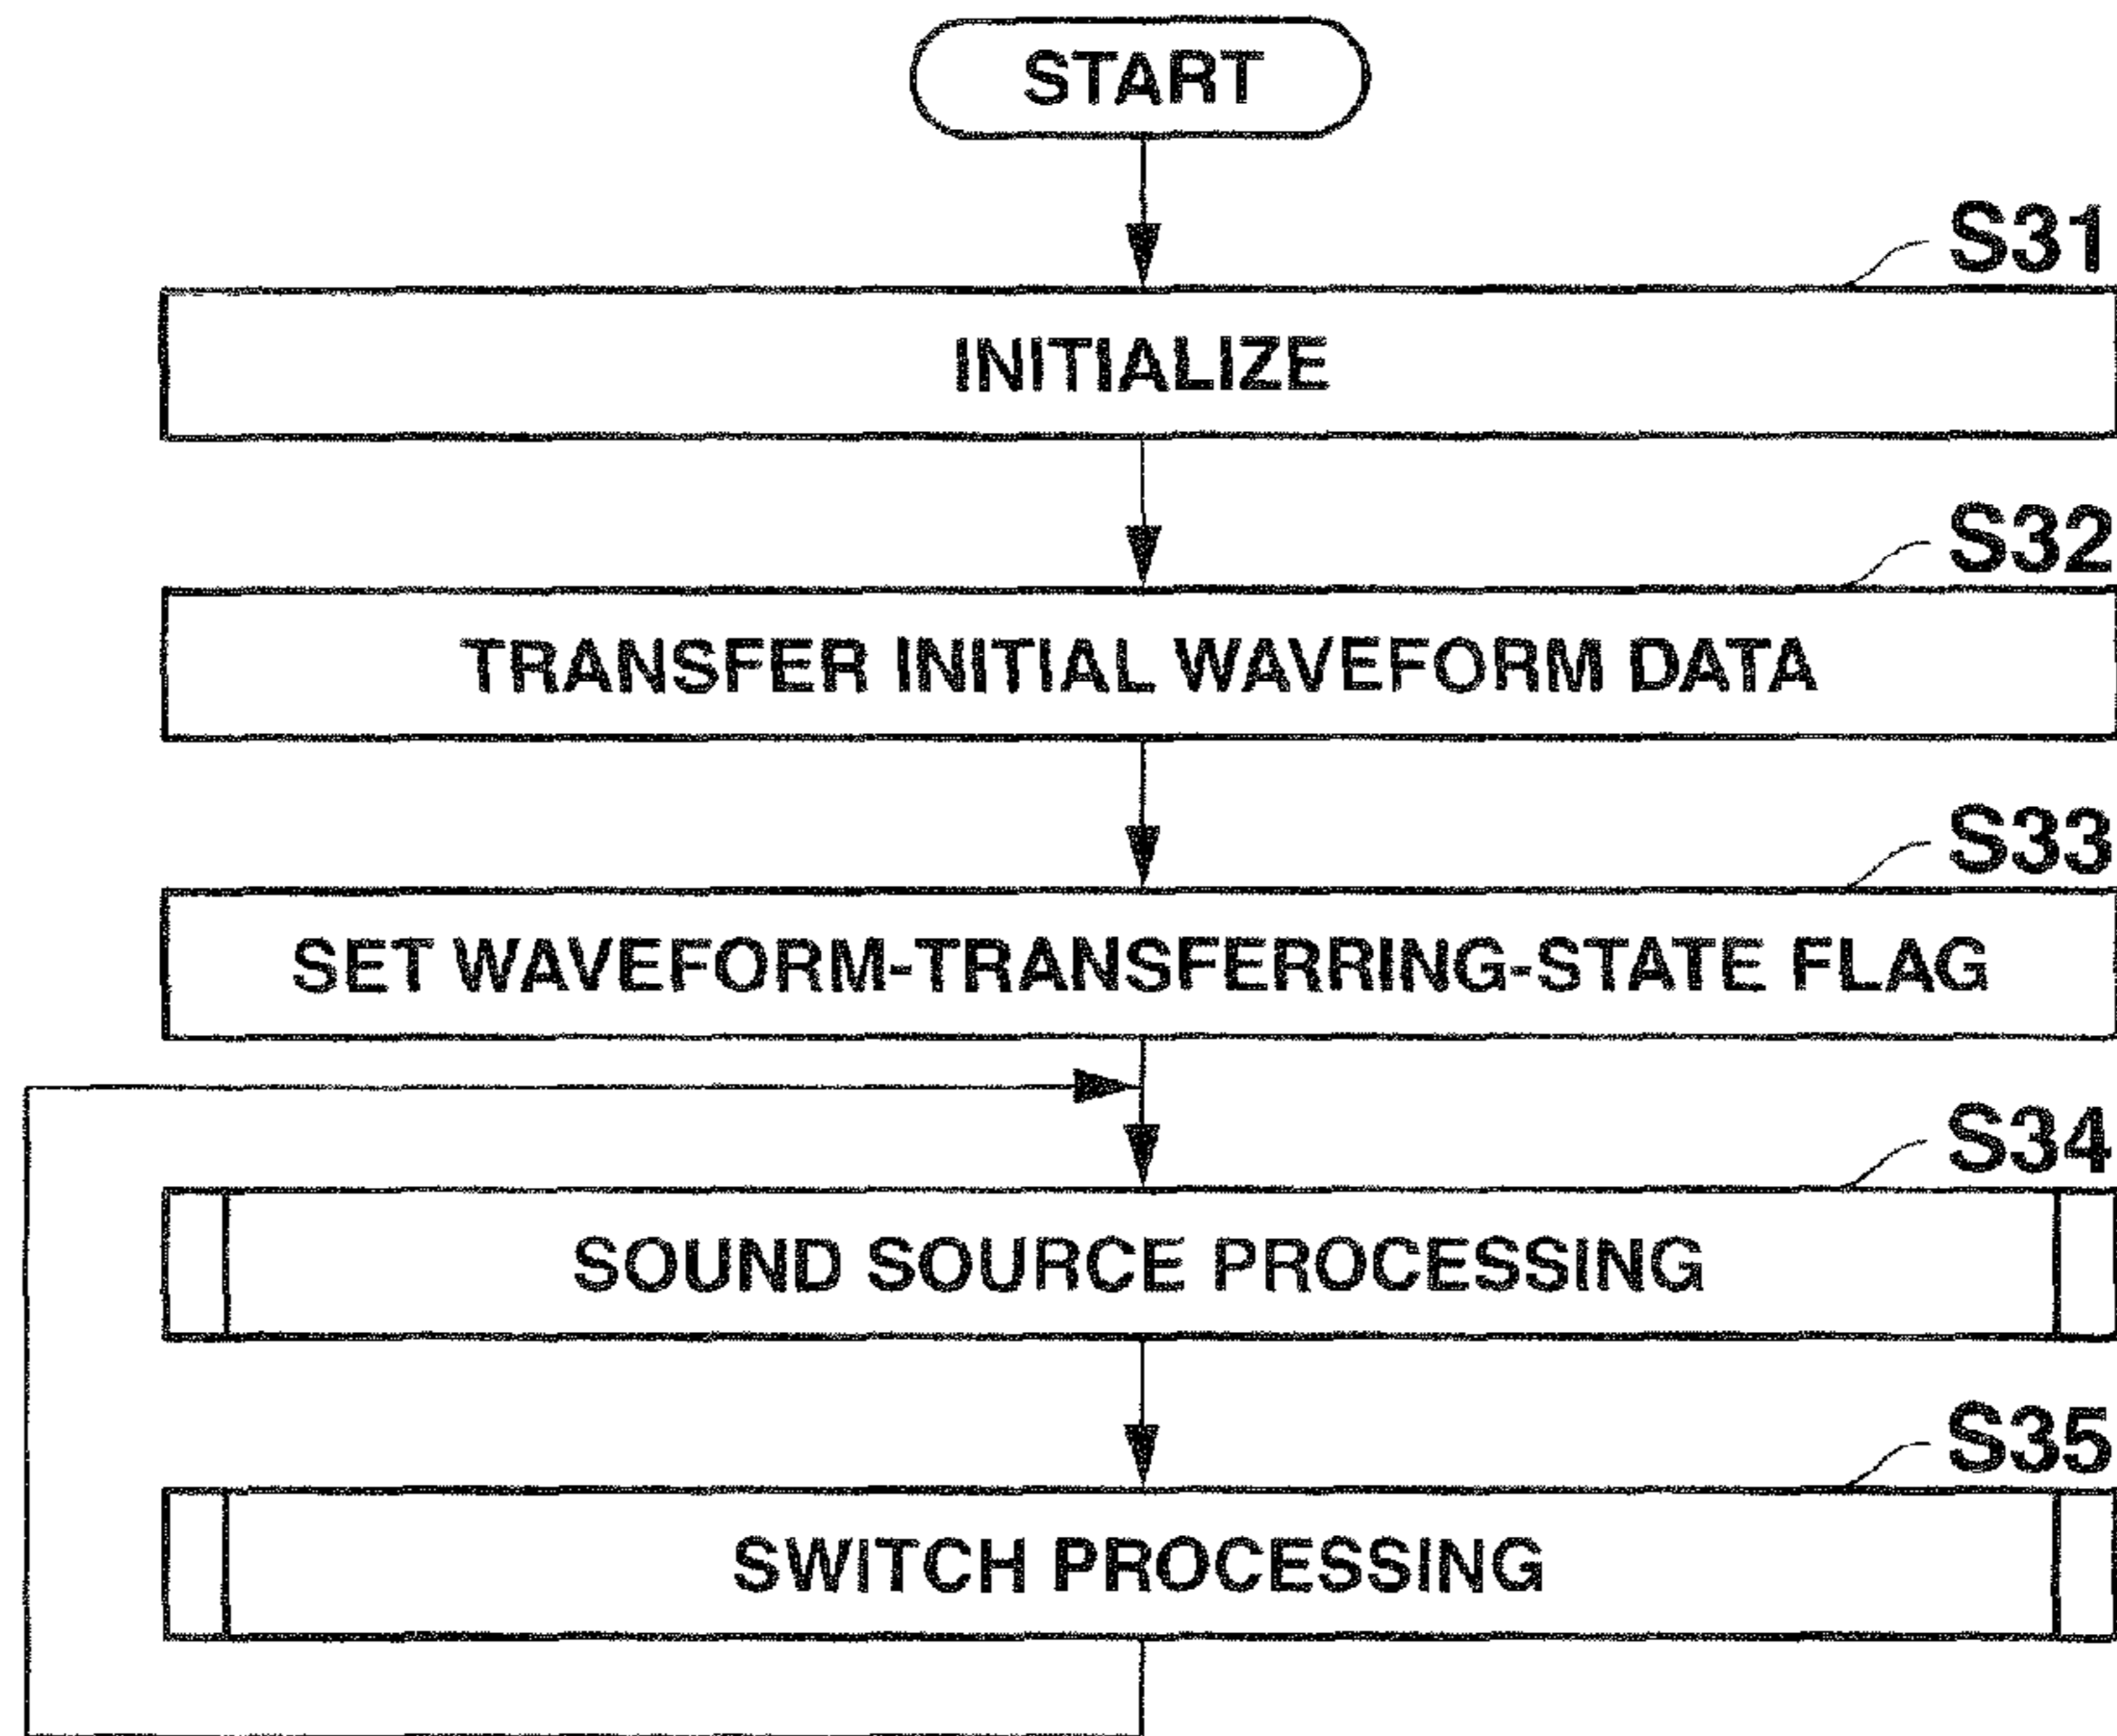 START
S31
INITIALIZE
S32
TRANSFER INITIAL WAVEFORM DATA
S33
SET WAVEFORM-TRANSFERRING-STATE FLAG
S34
SOUND SOURCE PROCESSING
S35
SWITCH PROCESSING